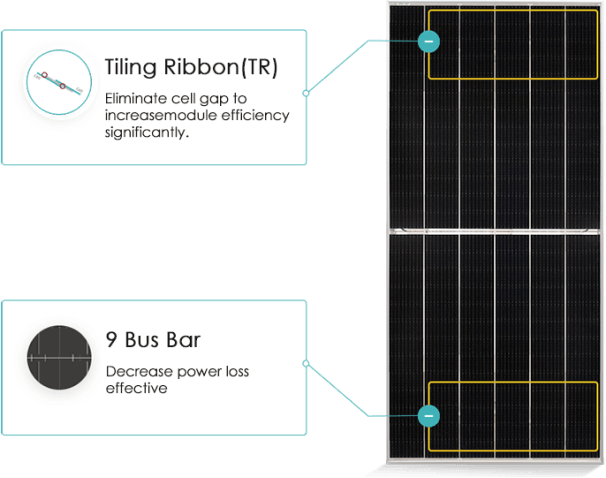 Tiling Ribbon(TR)
Eliminate cell gap to
increasemodule efficiency
significantly.
9 Bus Bar
Decrease power loss
effective